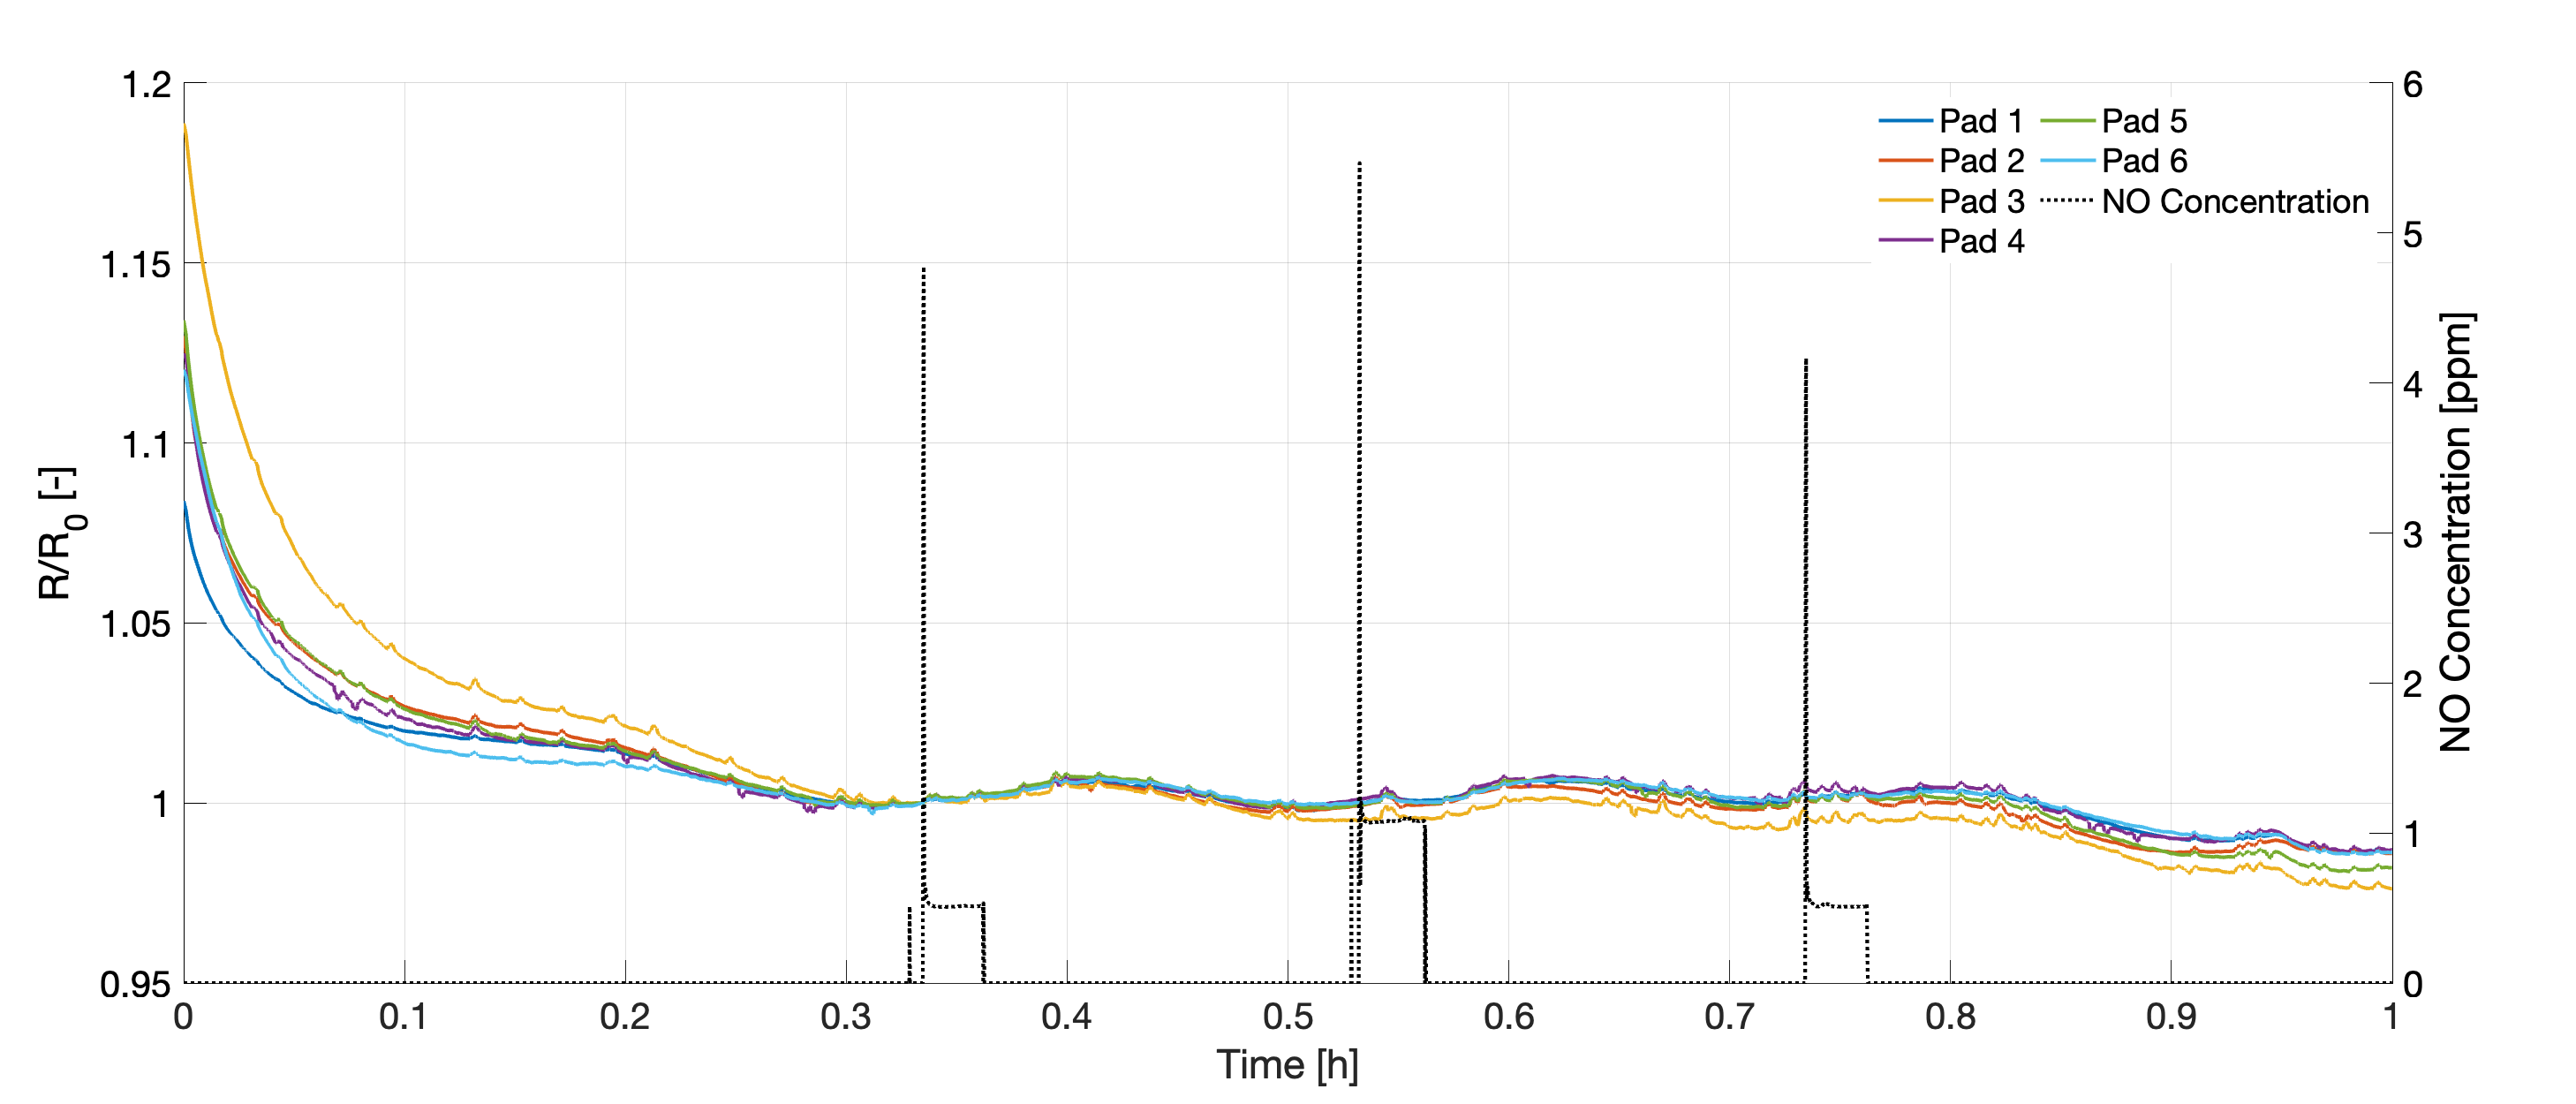 1.2
1.15
1.1
1.05
1
0.95
R/R0 [-]
0
0.1
0.2
0.3
0.4
0.5
0.6
0.7
0.8
0.9
1
Time [h]
6
5
4
3
2
1
0
NO Concentration [ppm]
Pad 1
Pad 2
Pad 3
Pad 4
Pad 5
Pad 6
NO Concentration